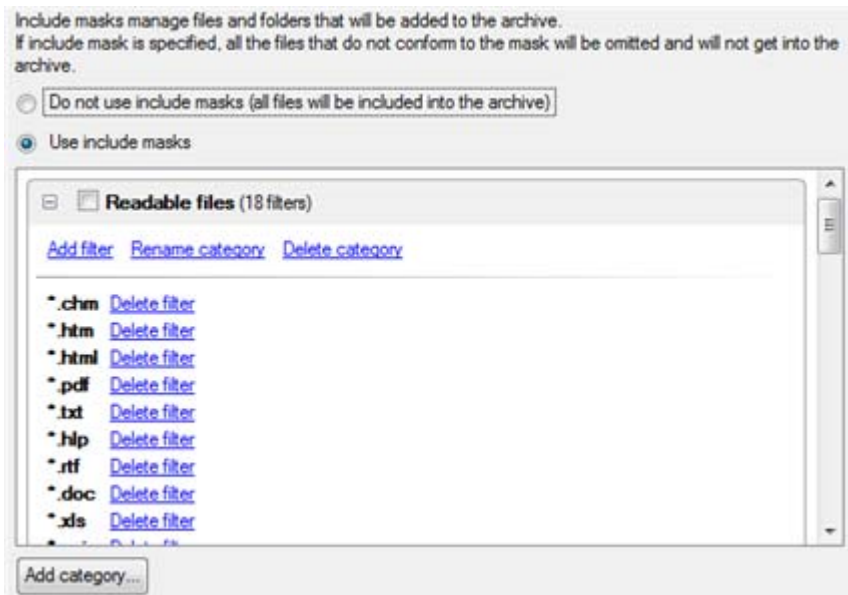 Include masks manage files and folders that will be added to the archive.
If include mask is specified, all the files that do not conform to the mask will be omitted and will not get into the
archive.
Do not use include masks (all files will be included into the archive)
Use include masks
Readable files (18 filters)
Add filter Rename category Delete category
*.chm Delete filter
*.htm Delete filter
*.html Delete filter
*.pdf Delete filter
*.txt Delete filter
*.hlp Delete filter
*.rtf Delete filter
*.doc Delete filter
*.xls Delete filter
Add category...